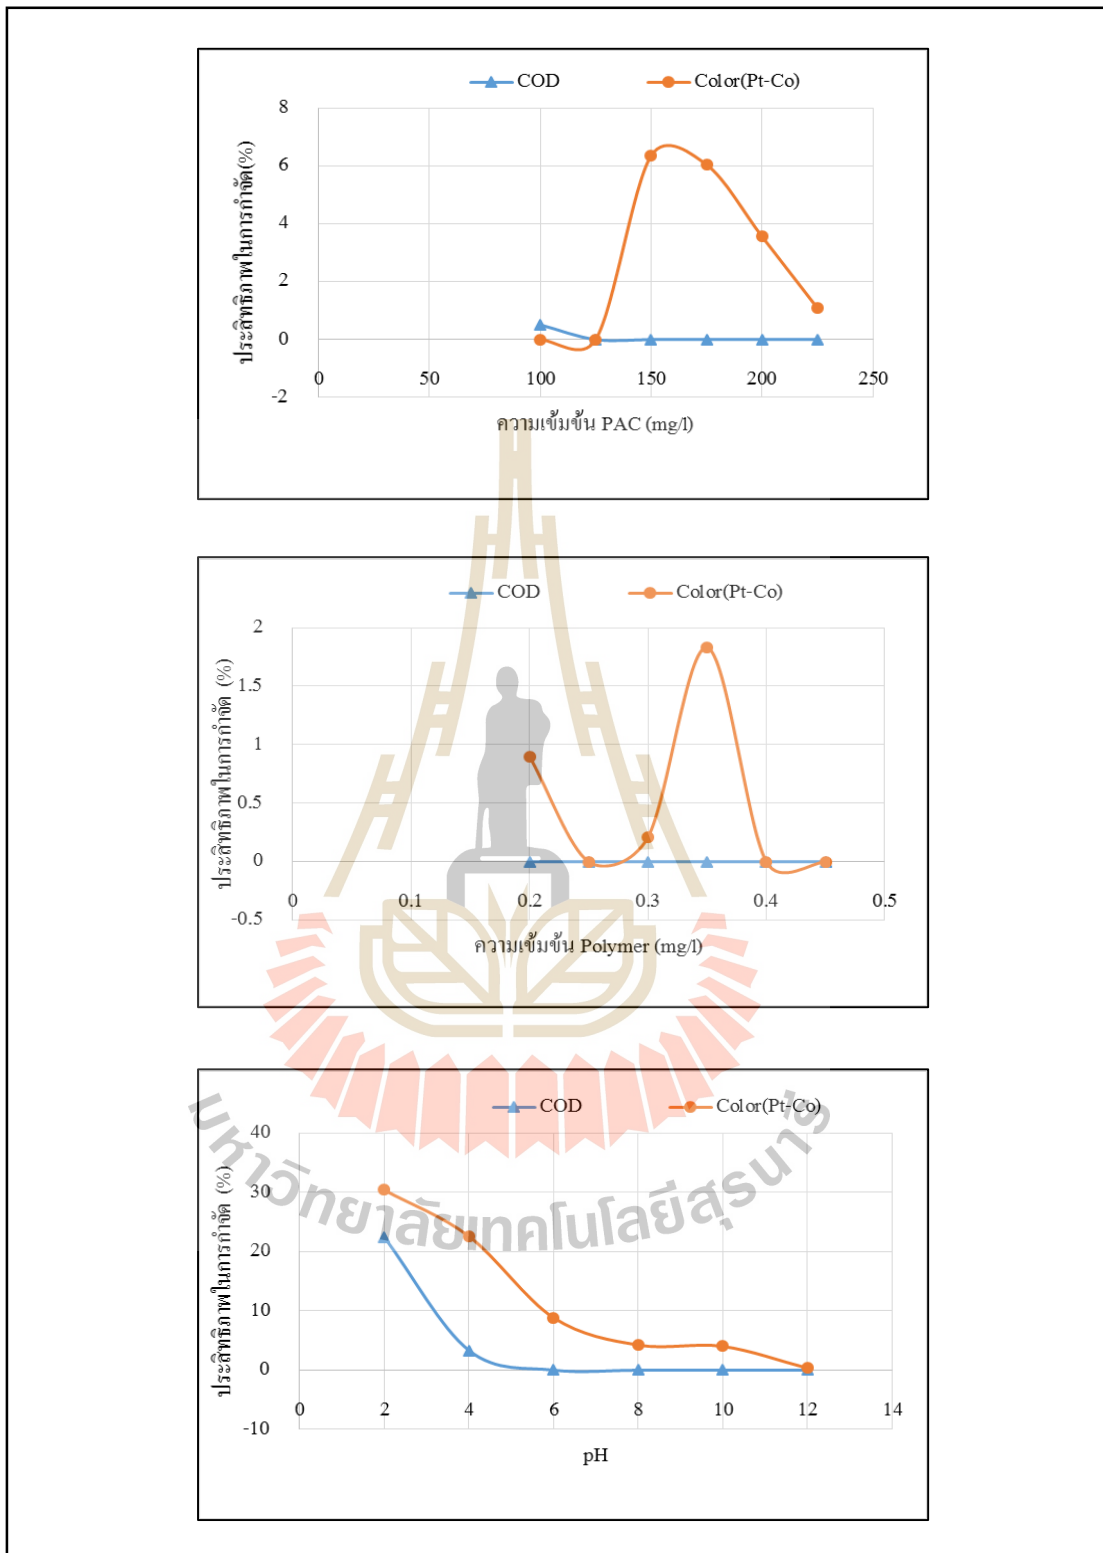 COD Color(Pt-Co)
ประสิทธิภาพในการกำจัด(%)
8
6
4
2
0
-2
0 50 100 150 200 250
ความเข้มข้น PAC (mg/l)
COD Color(Pt-Co)
ประสิทธิภาพในการกำจัด (%)
2
1.5
1
0.5
0
-0.5
0 0.1 0.2 0.3 0.4 0.5
ความเข้มข้น Polymer (mg/l)
COD Color(Pt-Co)
ประสิทธิภาพในการกำจัด (%)
40
30
20
10
0
-10
0 2 4 6 8 10 12 14
pH
มหาวิทยาลัยเทคโนโลยีสุรนารี